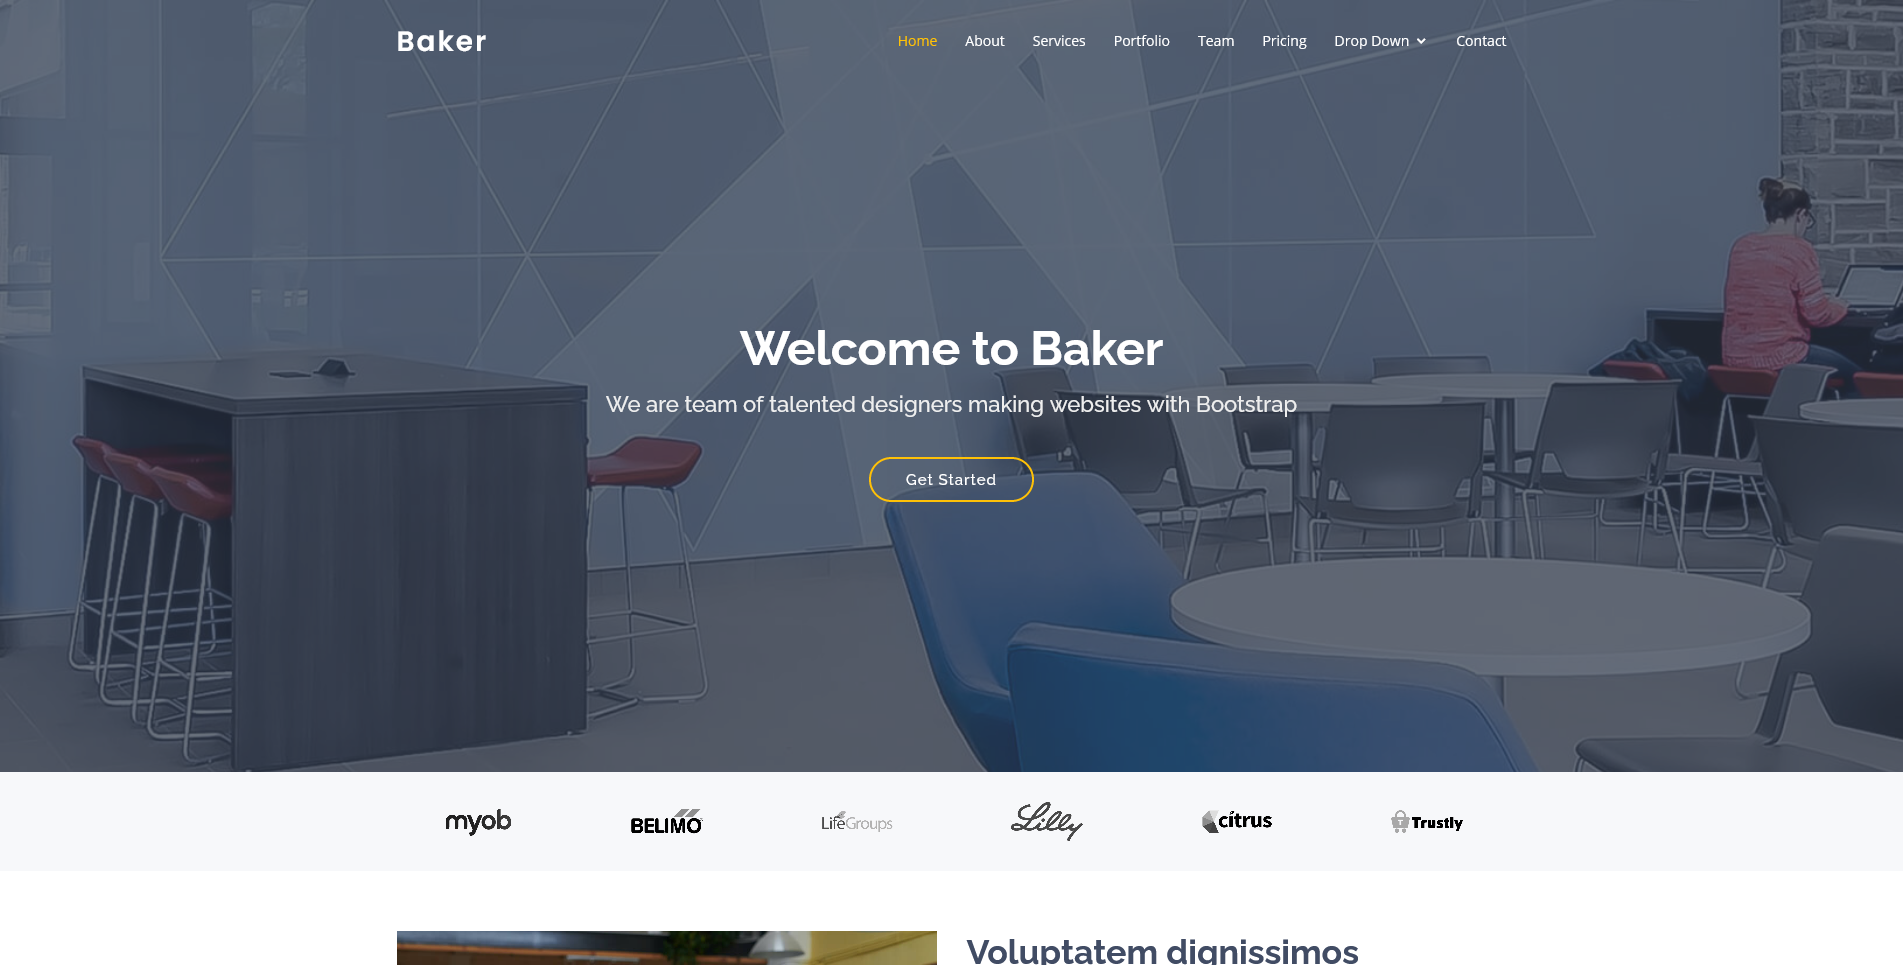 Baker
Home About Services Portfolio Team Pricing Drop Down Contact
Welcome to Baker
We are team of talented designers making websites with Bootstrap
Get Started
myob BELIMO LifeGroups Lilly citrus Trustly
Voluptatem dignissimos